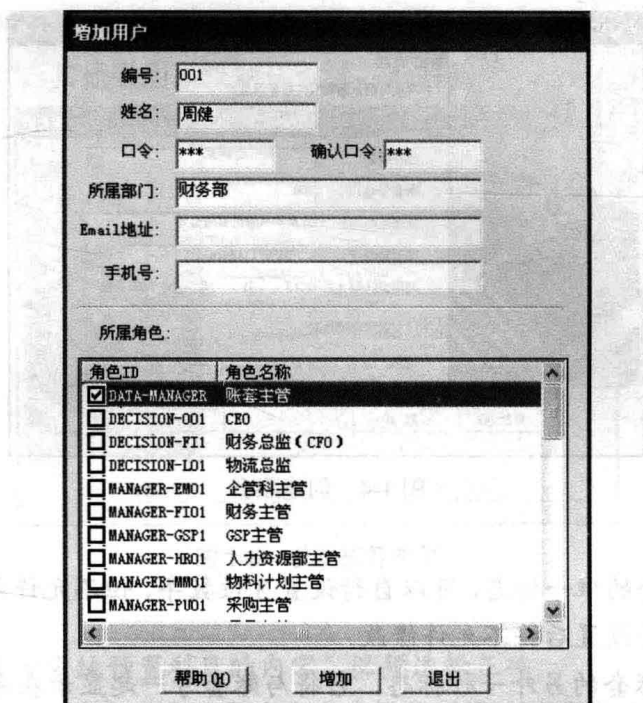 增加用户
编号: 001
姓名: 周健
口令: *** 确认口令: ***
所属部门: 财务部
Email地址:
手机号:
所属角色:
角色ID 角色名称
DATA-MANAGER 账套主管
DECISION-001 CEO
DECISION-FI1 财务总监(CFO)
DECISION-LO1 物流总监
MANAGER-EM01 企管科主管
MANAGER-FI01 财务主管
MANAGER-GSP1 GSP主管
MANAGER-HR01 人力资源部主管
MANAGER-MM01 物料计划主管
MANAGER-PU01 采购主管
帮助(H) 增加 退出